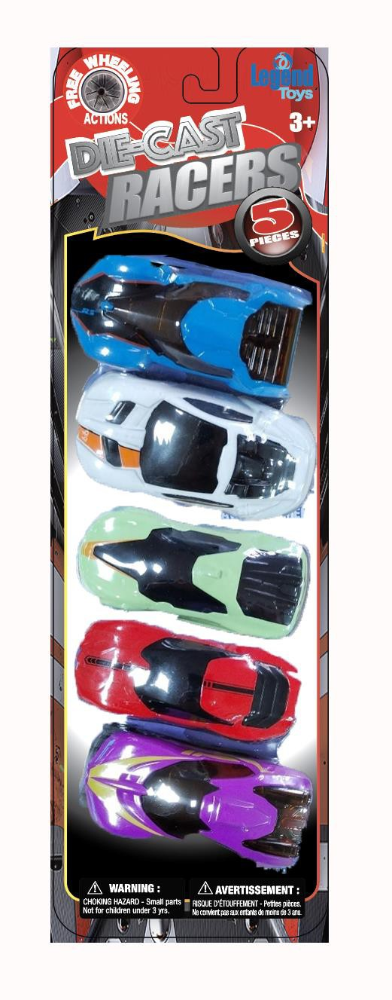 FREE WHEELING
ACTIONS
Legend
Toys
3+
DIE-CAST
RACERS
5
PIECES
RS
WARNING :
CHOKING HAZARD - Small parts
Not for children under 3 yrs.
AVERTISSEMENT :
RISQUE D'ÉTOUFFEMENT - Petites pièces.
Ne convient pas aux enfants de moins de 3 ans.